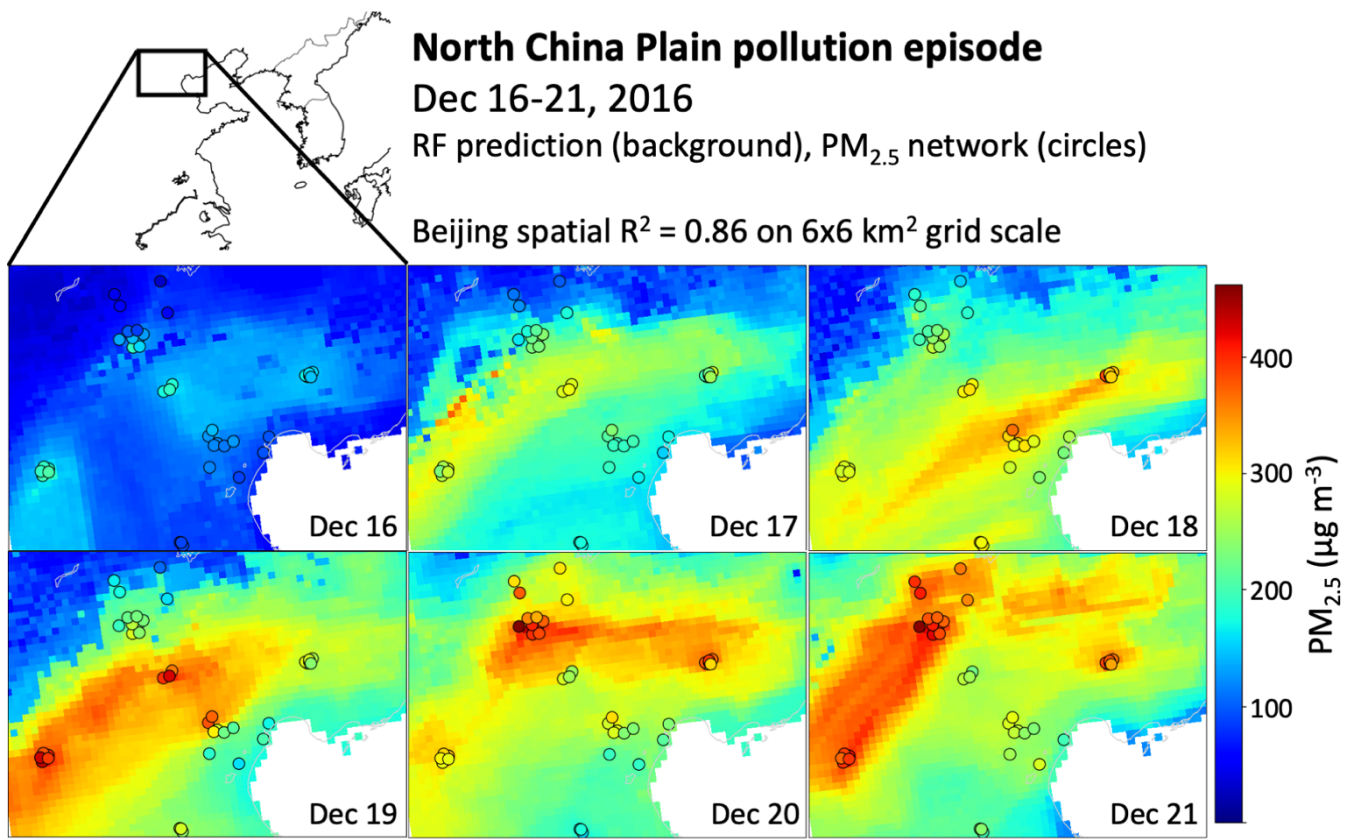 North China Plain pollution episode
Dec 16-21, 2016
RF prediction (background), PM₂.₅ network (circles)
Beijing spatial R² = 0.86 on 6x6 km² grid scale
Dec 16
Dec 17
Dec 18
Dec 19
Dec 20
Dec 21
400
300
200
100
PM₂.₅ (µg m⁻³)